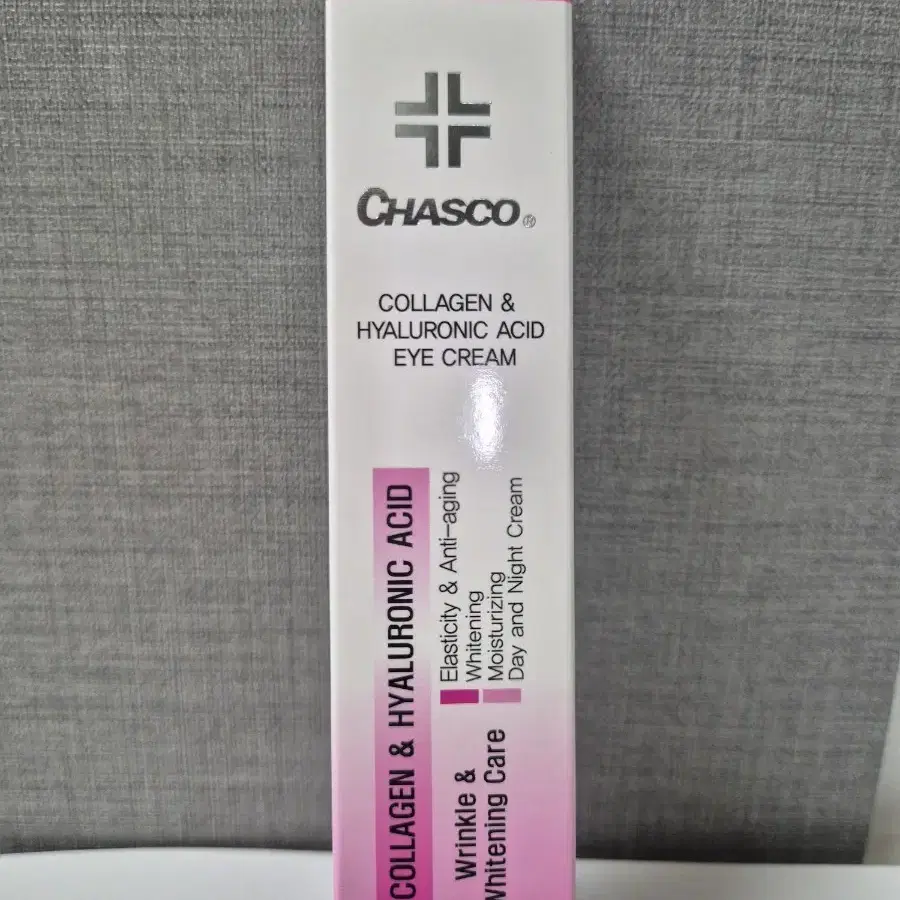 CHASCO®
COLLAGEN &
HYALURONIC ACID
EYE CREAM
COLLAGEN & HYALURONIC ACID
Elasticity & Anti-aging
Whitening
Moisturizing
Day and Night Cream
Wrinkle &
Whitening Care